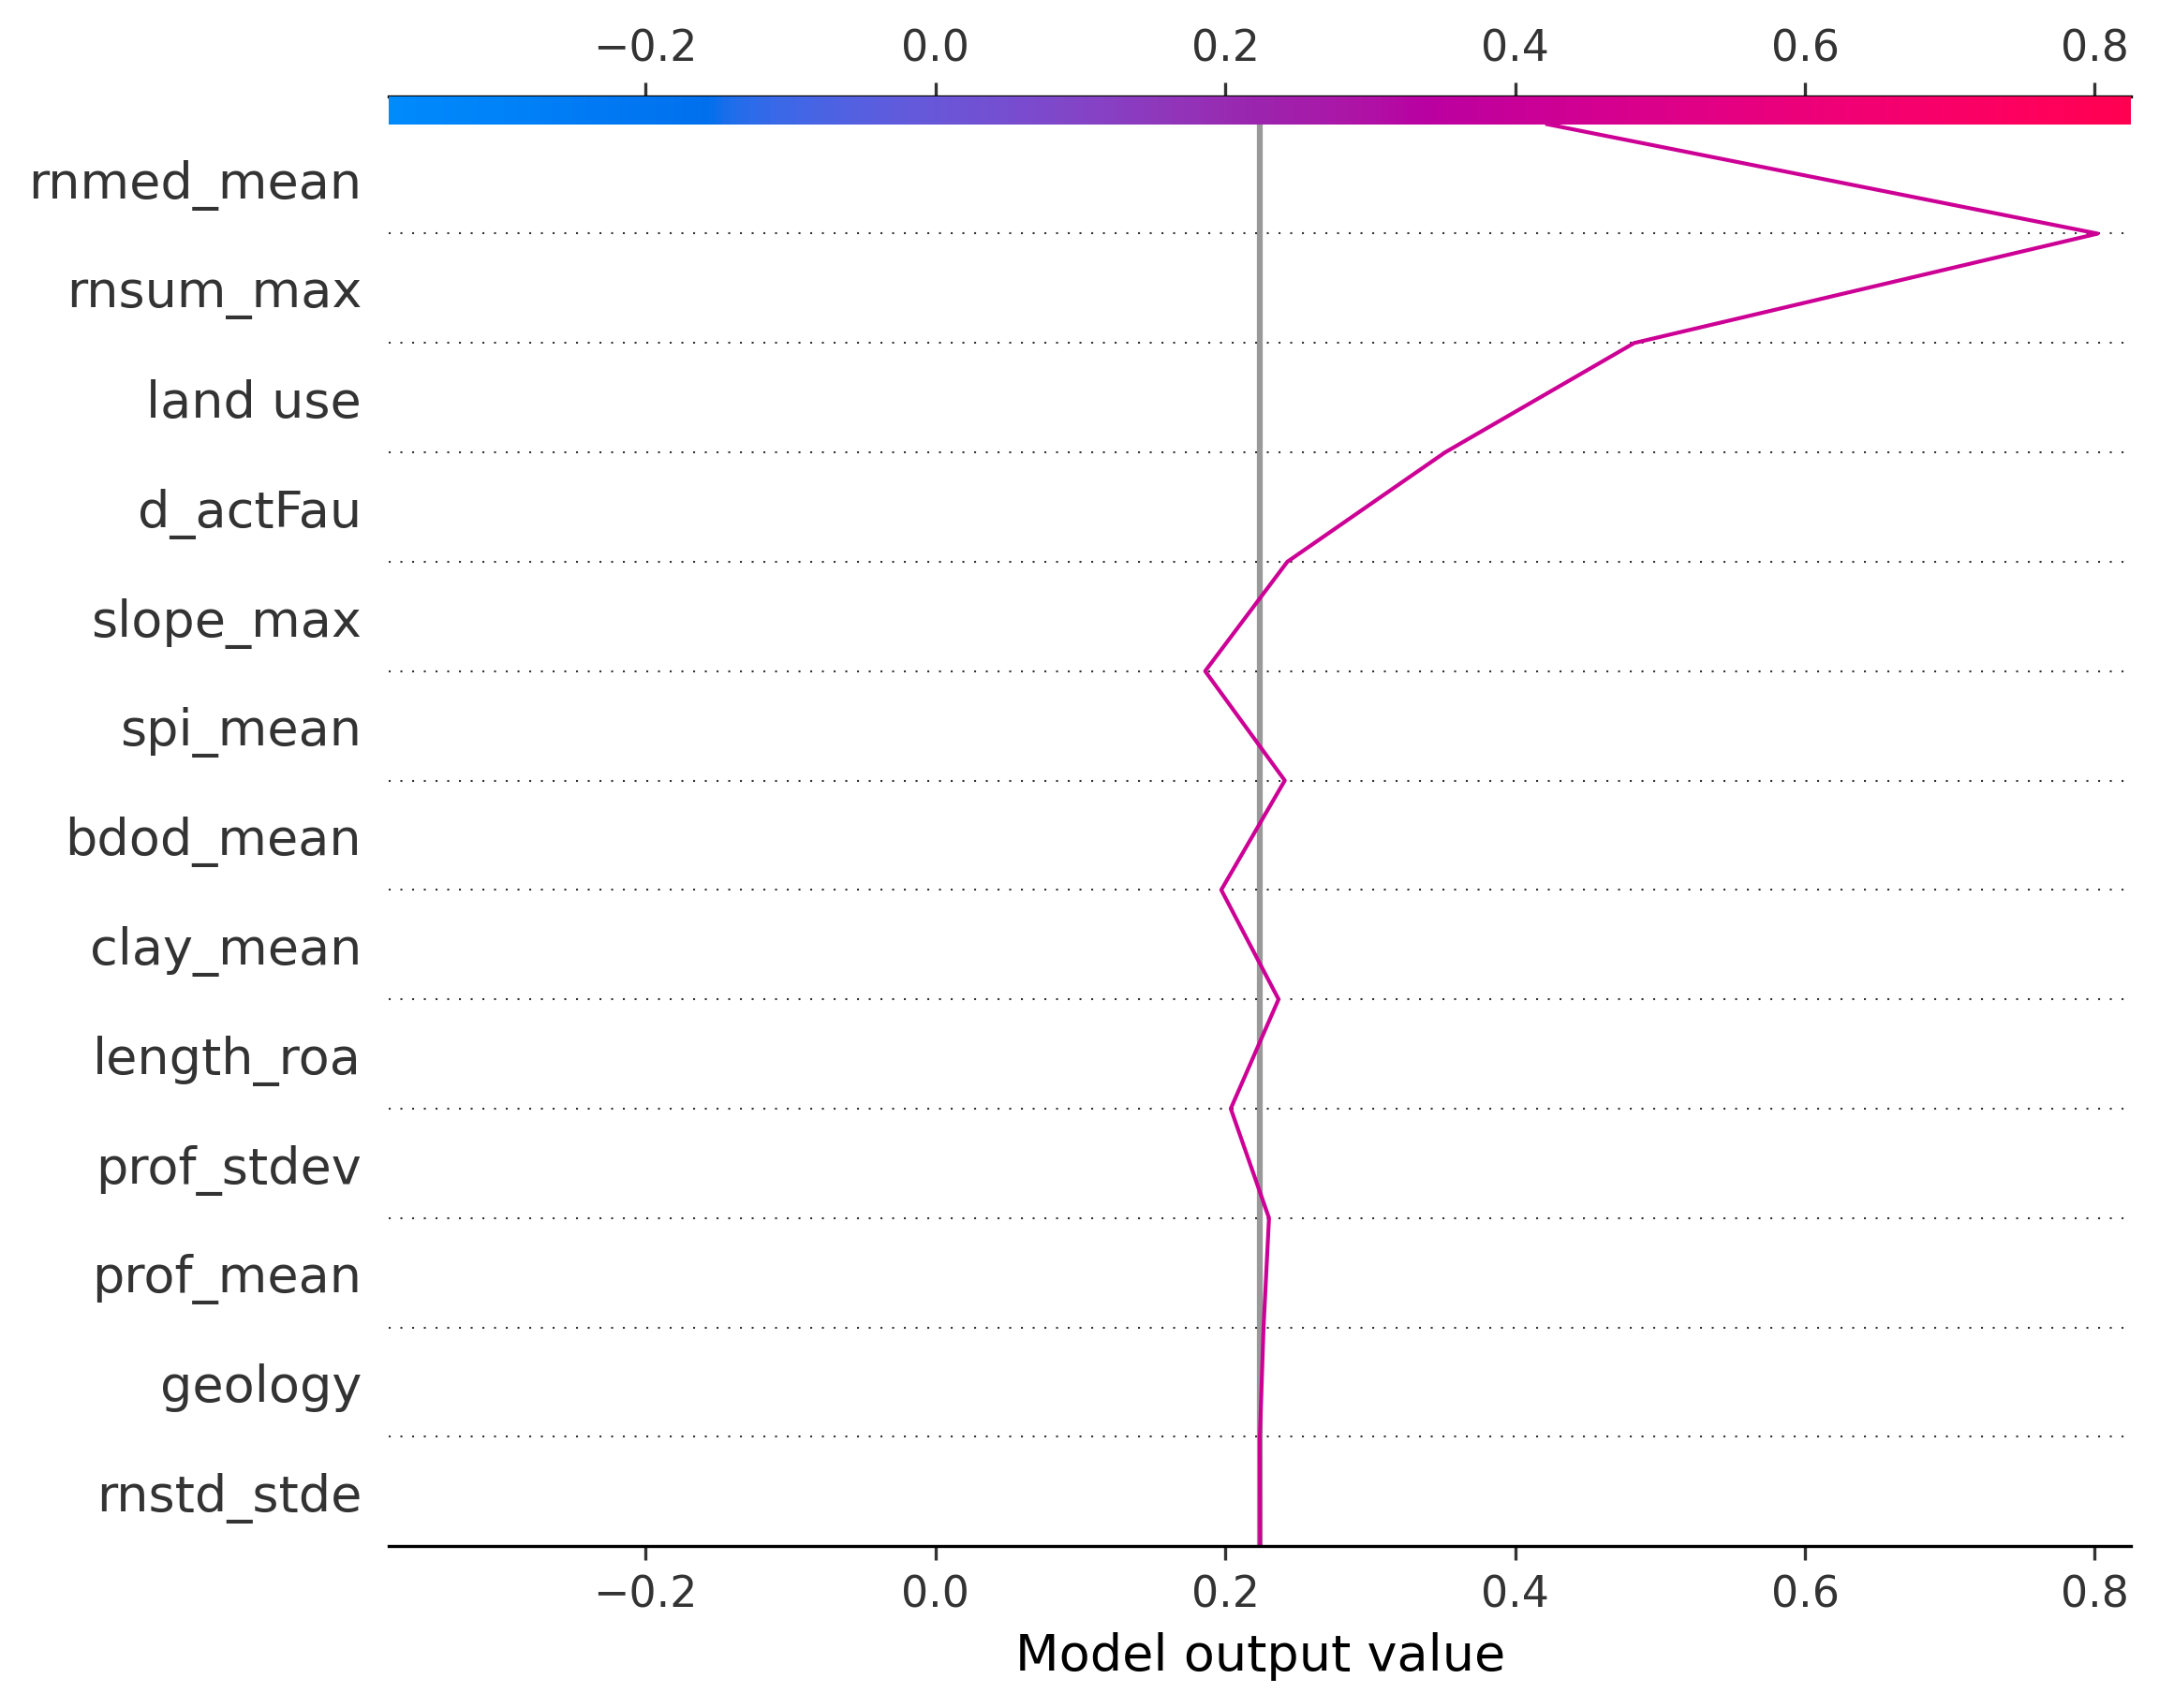 −0.2 0.0 0.2 0.4 0.6 0.8
rnmed_mean
rnsum_max
land use
d_actFau
slope_max
spi_mean
bdod_mean
clay_mean
length_roa
prof_stdev
prof_mean
geology
rnstd_stde
−0.2 0.0 0.2 0.4 0.6 0.8
Model output value